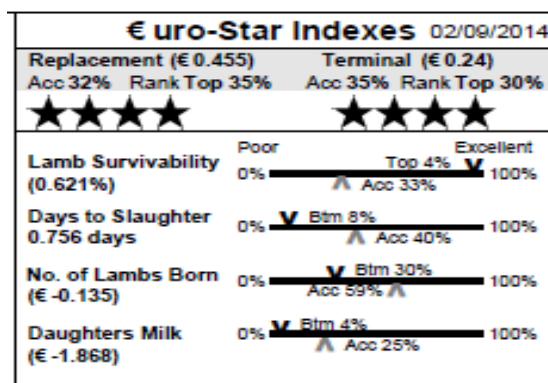 € uro-Star Indexes 02/09/2014
Replacement (€ 0.455) Terminal (€ 0.24)
Acc 32% Rank Top 35% Acc 35% Rank Top 30%
Poor Excellent
Lamb Survivability 0% Top 4% 100%
(0.621%) Acc 33%
Days to Slaughter 0% Btm 8% 100%
0.756 days Acc 40%
No. of Lambs Born 0% Btm 30% 100%
(€ -0.135) Acc 59%
Daughters Milk 0% Btm 4% 100%
(€ -1.868) Acc 25%